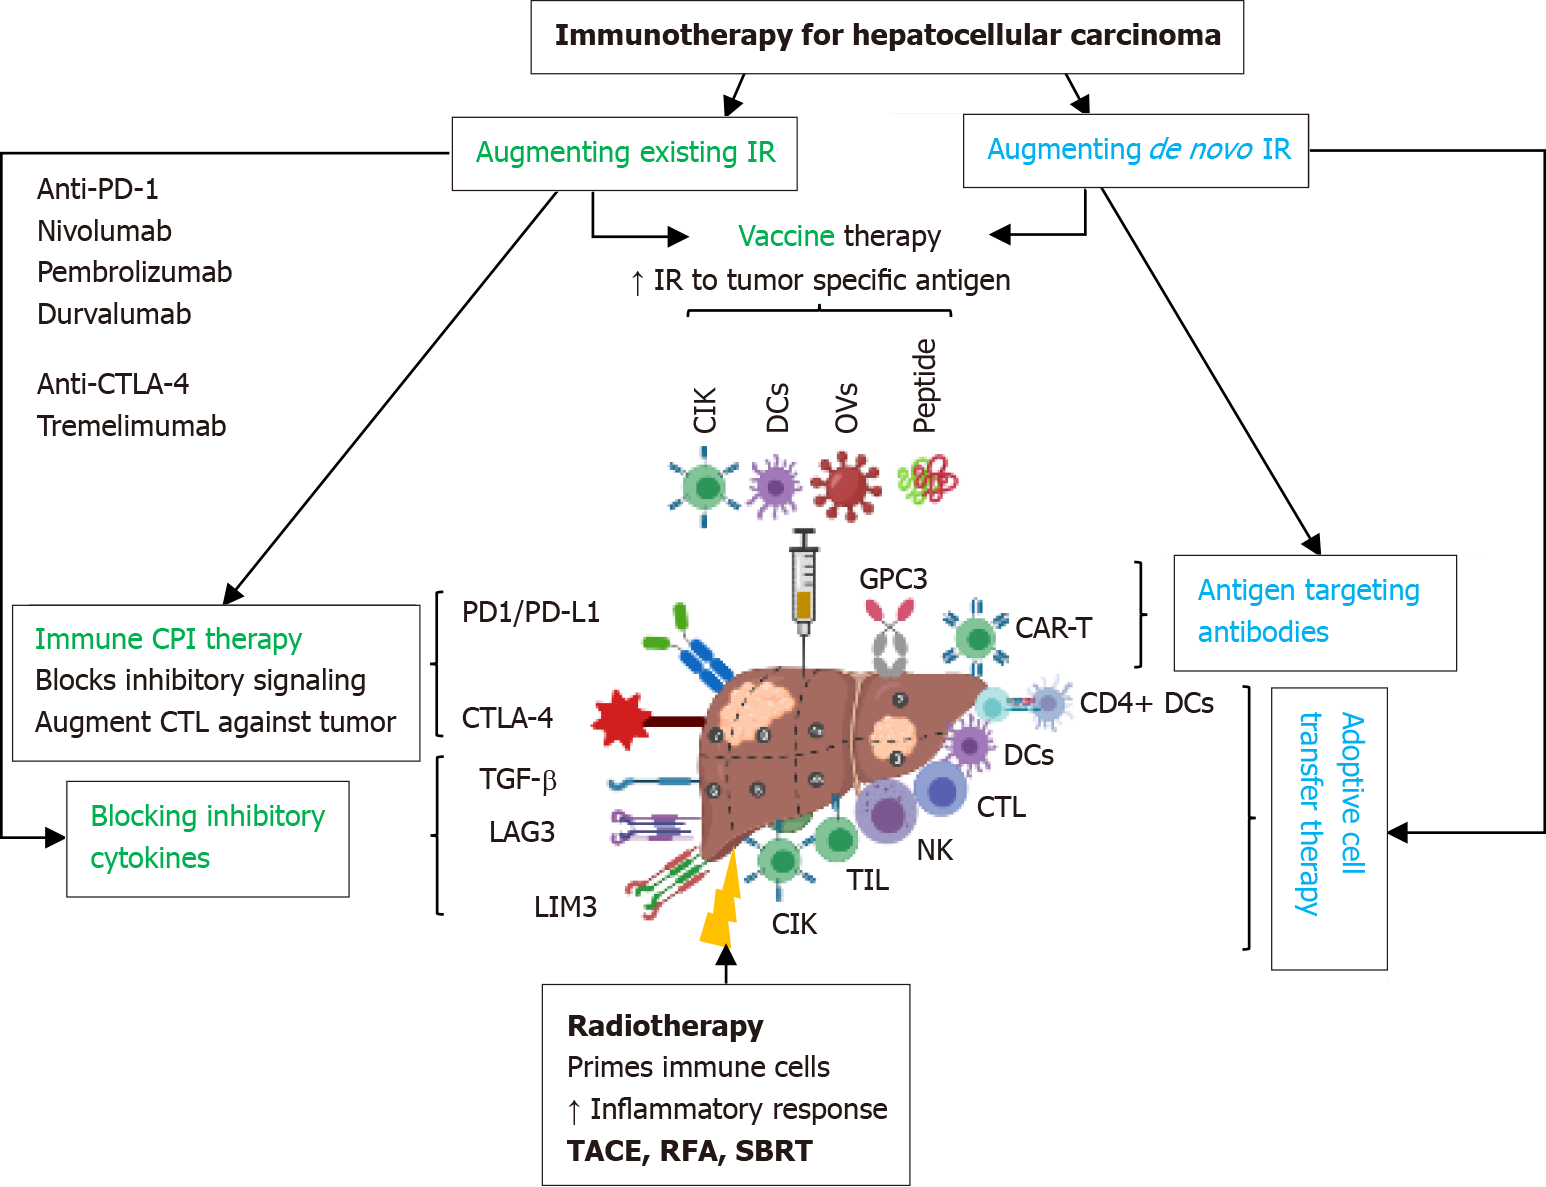 Immunotherapy for hepatocellular carcinoma
Augmenting existing IR
Augmenting de novo IR
Anti-PD-1
Nivolumab
Pembrolizumab
Durvalumab
Anti-CTLA-4
Tremelimumab
Vaccine therapy
↑ IR to tumor specific antigen
CIK
DCs
OVs
Peptide
Immune CPI therapy
Blocks inhibitory signaling
Augment CTL against tumor
Blocking inhibitory
cytokines
PD1/PD-L1
CTLA-4
TGF-β
LAG3
LIM3
GPC3
CAR-T
CD4+ DCs
DCs
CTL
NK
TIL
CIK
Antigen targeting
antibodies
Adoptive cell
transfer therapy
Radiotherapy
Primes immune cells
↑ Inflammatory response
TACE, RFA, SBRT